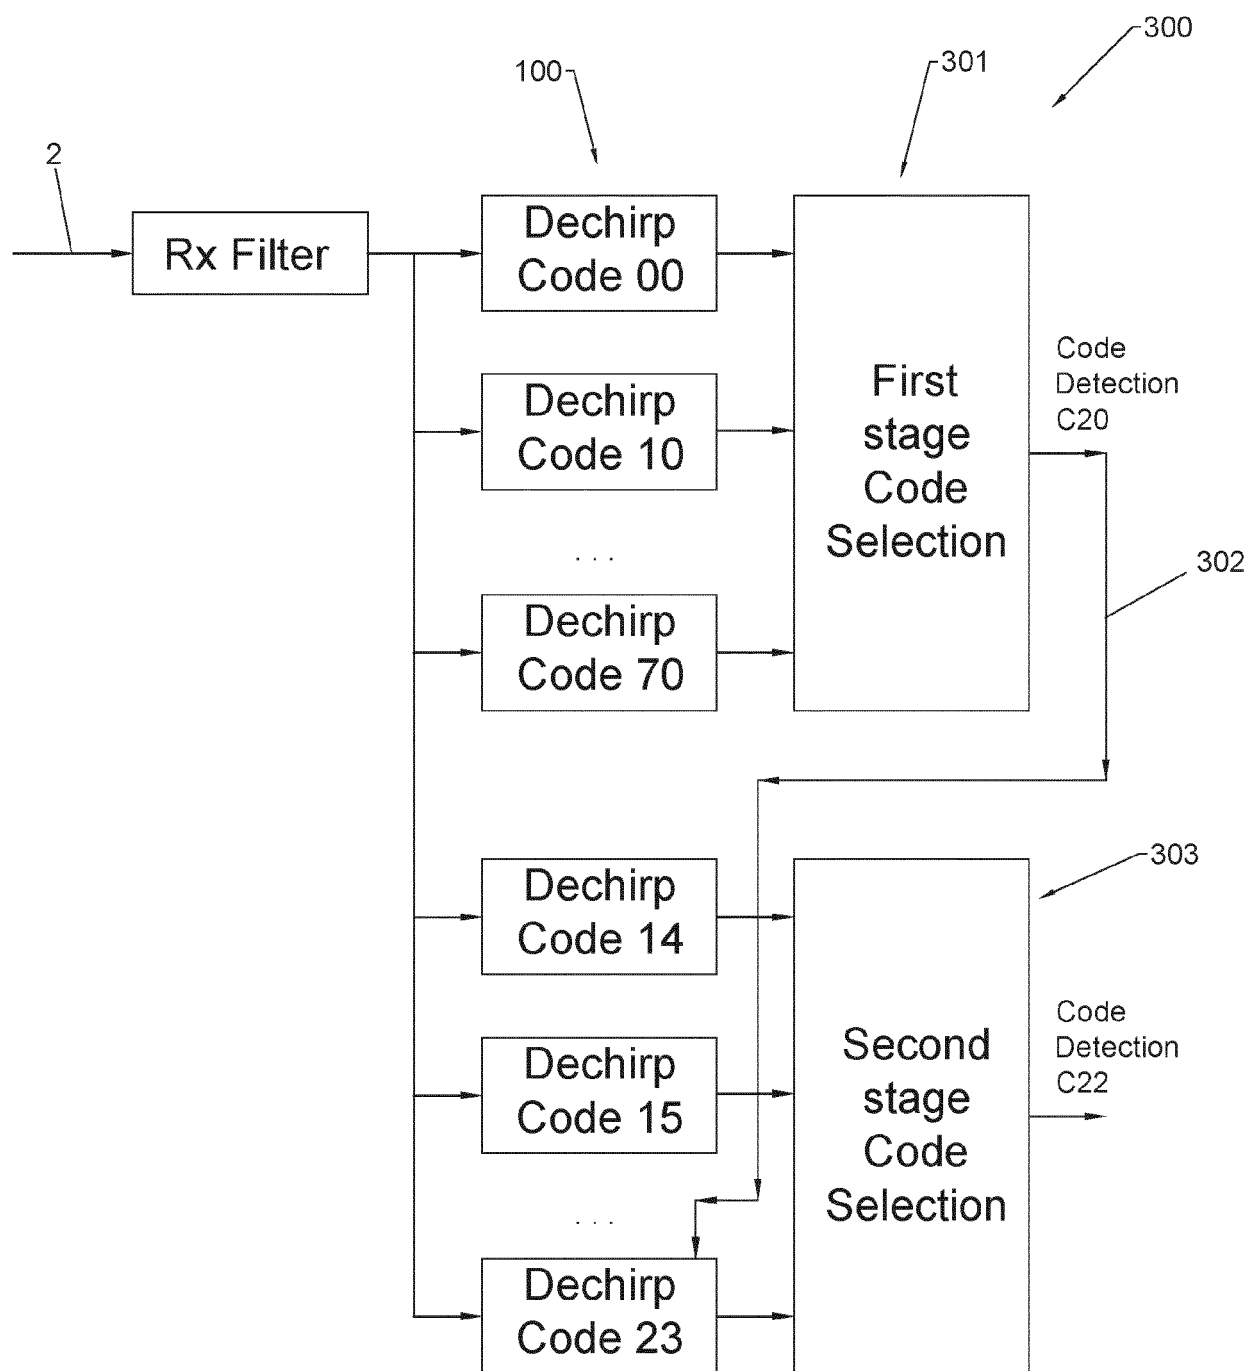 300
301
100
2
Rx Filter
Dechirp
Code 00
Dechirp
Code 10
. . .
Dechirp
Code 70
First
stage
Code
Selection
Code
Detection
C20
302
303
Dechirp
Code 14
Dechirp
Code 15
. . .
Dechirp
Code 23
Second
stage
Code
Selection
Code
Detection
C22